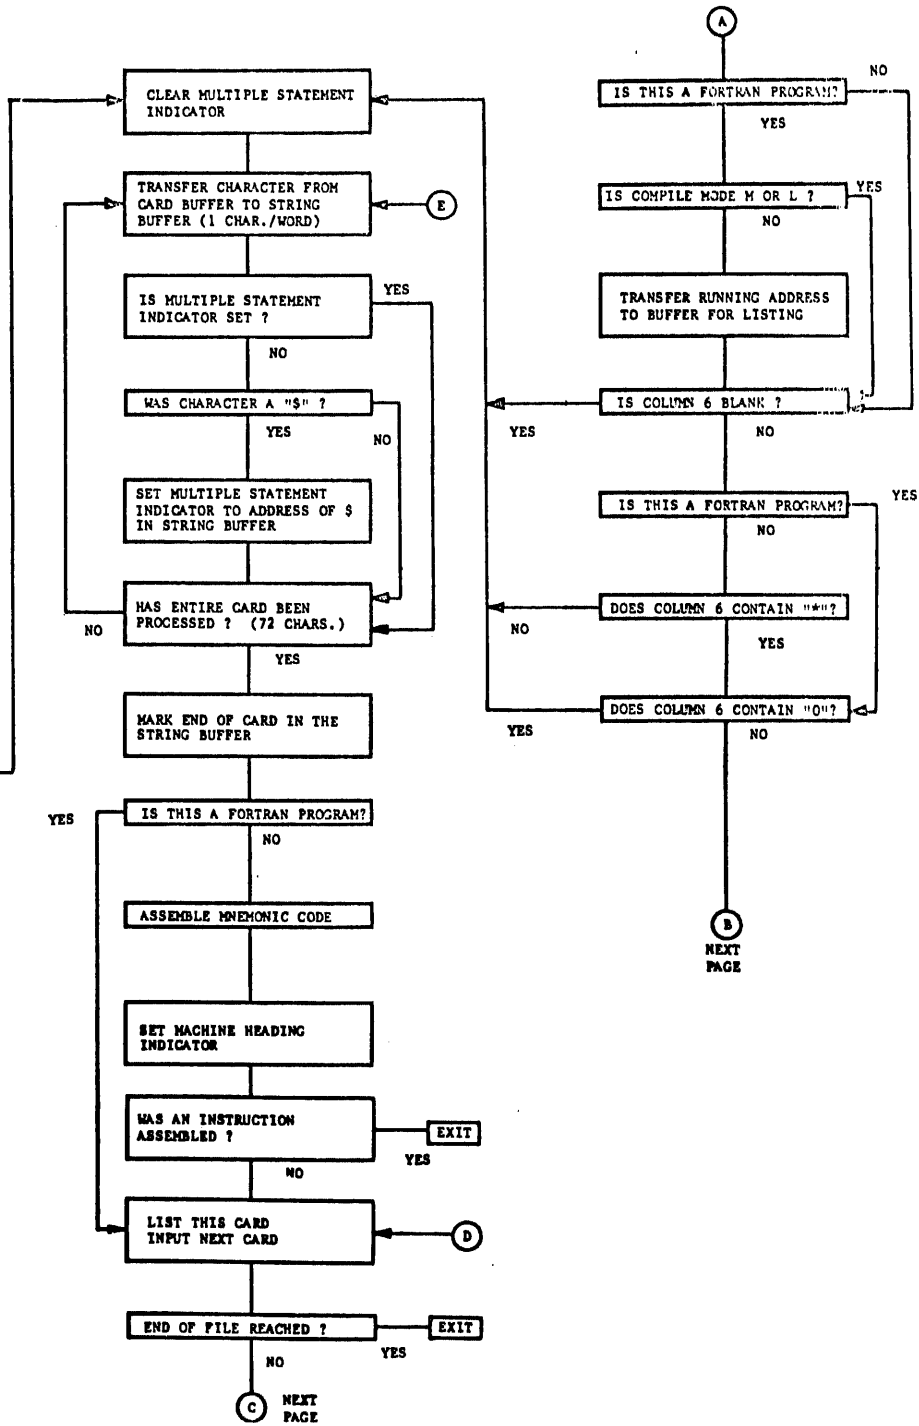 CLEAR MULTIPLE STATEMENT
INDICATOR
TRANSFER CHARACTER FROM
CARD BUFFER TO STRING
BUFFER (1 CHAR./WORD)
E
IS MULTIPLE STATEMENT
INDICATOR SET ?
YES
NO
WAS CHARACTER A "$" ?
YES
NO
SET MULTIPLE STATEMENT
INDICATOR TO ADDRESS OF $
IN STRING BUFFER
HAS ENTIRE CARD BEEN
PROCESSED ? (72 CHARS.)
NO
YES
MARK END OF CARD IN THE
STRING BUFFER
YES
IS THIS A FORTRAN PROGRAM?
NO
ASSEMBLE MNEMONIC CODE
SET MACHINE HEADING
INDICATOR
WAS AN INSTRUCTION
ASSEMBLED ?
EXIT
YES
NO
LIST THIS CARD
INPUT NEXT CARD
D
END OF FILE REACHED ?
EXIT
YES
NO
C
NEXT
PAGE
A
NO
IS THIS A FORTRAN PROGRAM?
YES
IS COMPILE MODE M OR L ?
YES
NO
TRANSFER RUNNING ADDRESS
TO BUFFER FOR LISTING
IS COLUMN 6 BLANK ?
YES
NO
YES
IS THIS A FORTRAN PROGRAM?
NO
DOES COLUMN 6 CONTAIN "*"?
NO
YES
DOES COLUMN 6 CONTAIN "0"?
YES
NO
B
NEXT
PAGE